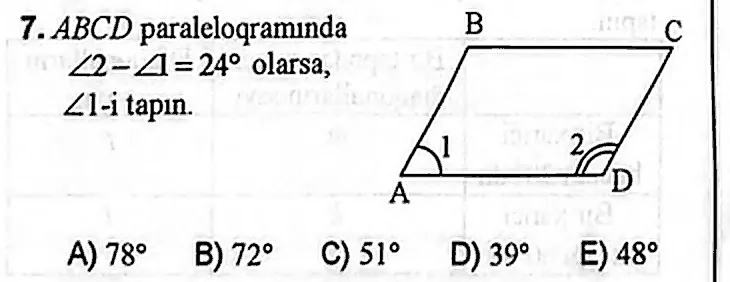 7. ABCD paraleloqramında
∠2 – ∠1 = 24° olarsa,
∠1-i tapın.
B
C
1
2
A
D
A) 78° B) 72° C) 51° D) 39° E) 48°